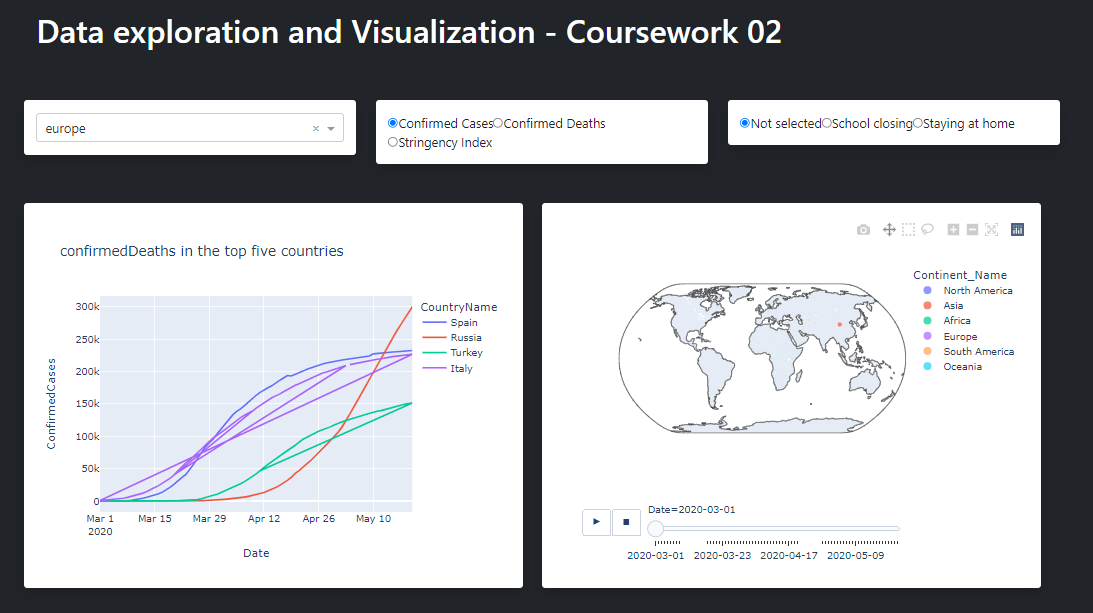 Data exploration and Visualization - Coursework 02
europe
Confirmed Cases Confirmed Deaths
Stringency Index
Not selected School closing Staying at home
confirmedDeaths in the top five countries
ConfirmedCases
300k
250k
200k
150k
100k
50k
0
Mar 1 Mar 15 Mar 29 Apr 12 Apr 26 May 10
2020
Date
CountryName
Spain
Russia
Turkey
Italy
Continent_Name
North America
Asia
Africa
Europe
South America
Oceania
Date=2020-03-01
2020-03-01 2020-03-23 2020-04-17 2020-05-09